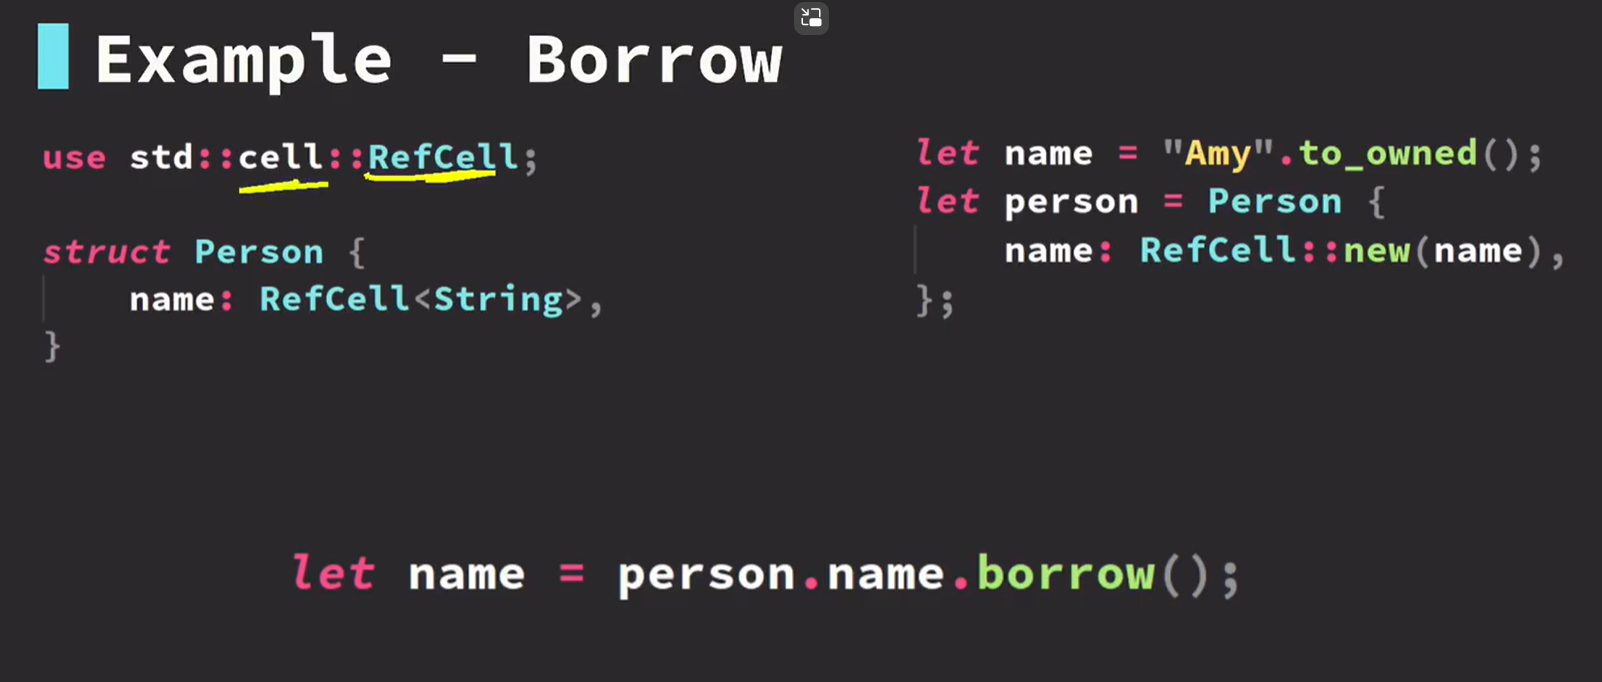 Example - Borrow
use std::cell::RefCell;
struct Person {
    name: RefCell<String>,
}
let name = "Amy".to_owned();
let person = Person {
    name: RefCell::new(name),
};
let name = person.name.borrow();